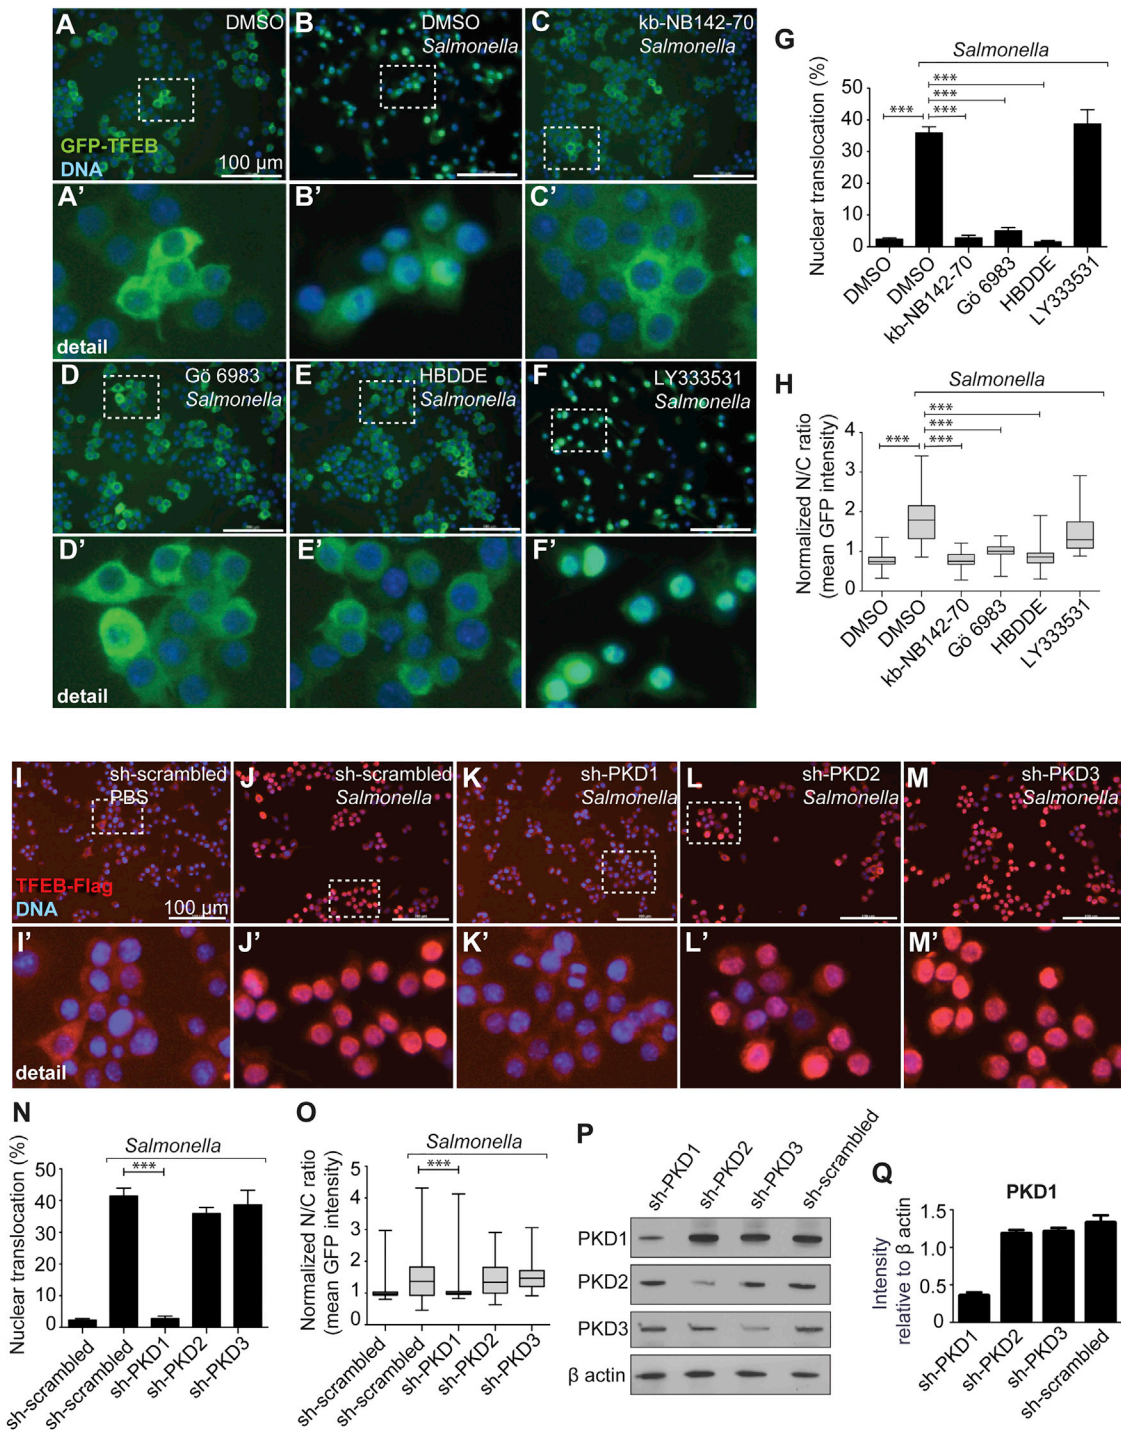 A
DMSO
GFP-TFEB
DNA
100 µm
B
DMSO
Salmonella
C
kb-NB142-70
Salmonella
A'
detail
B'
C'
D
Gö 6983
Salmonella
E
HBDDE
Salmonella
F
LY333531
Salmonella
D'
detail
E'
F'
G
Salmonella
***
***
*** ***
Nuclear translocation (%)
50
40
30
20
10
0
DMSO
DMSO
kb-NB142-70
Gö 6983
HBDDE
LY333531
H
Salmonella
***
***
*** ***
Normalized N/C ratio
(mean GFP intensity)
4
3
2
1
0
DMSO
DMSO
kb-NB142-70
Gö 6983
HBDDE
LY333531
I
sh-scrambled
PBS
TFEB-Flag
DNA
100 µm
J
sh-scrambled
Salmonella
K
sh-PKD1
Salmonella
L
sh-PKD2
Salmonella
M
sh-PKD3
Salmonella
I'
detail
J'
K'
L'
M'
N
Salmonella
***
Nuclear translocation (%)
50
40
30
20
10
0
sh-scrambled
sh-scrambled
sh-PKD1
sh-PKD2
sh-PKD3
O
Salmonella
***
Normalized N/C ratio
(mean GFP intensity)
5
4
3
2
1
0
sh-scrambled
sh-scrambled
sh-PKD1
sh-PKD2
sh-PKD3
P
sh-PKD1
sh-PKD2
sh-PKD3
sh-scrambled
PKD1
PKD2
PKD3
β actin
Q
PKD1
Intensity
relative to β actin
1.5
1.0
0.5
0
sh-PKD1
sh-PKD2
sh-PKD3
sh-scrambled